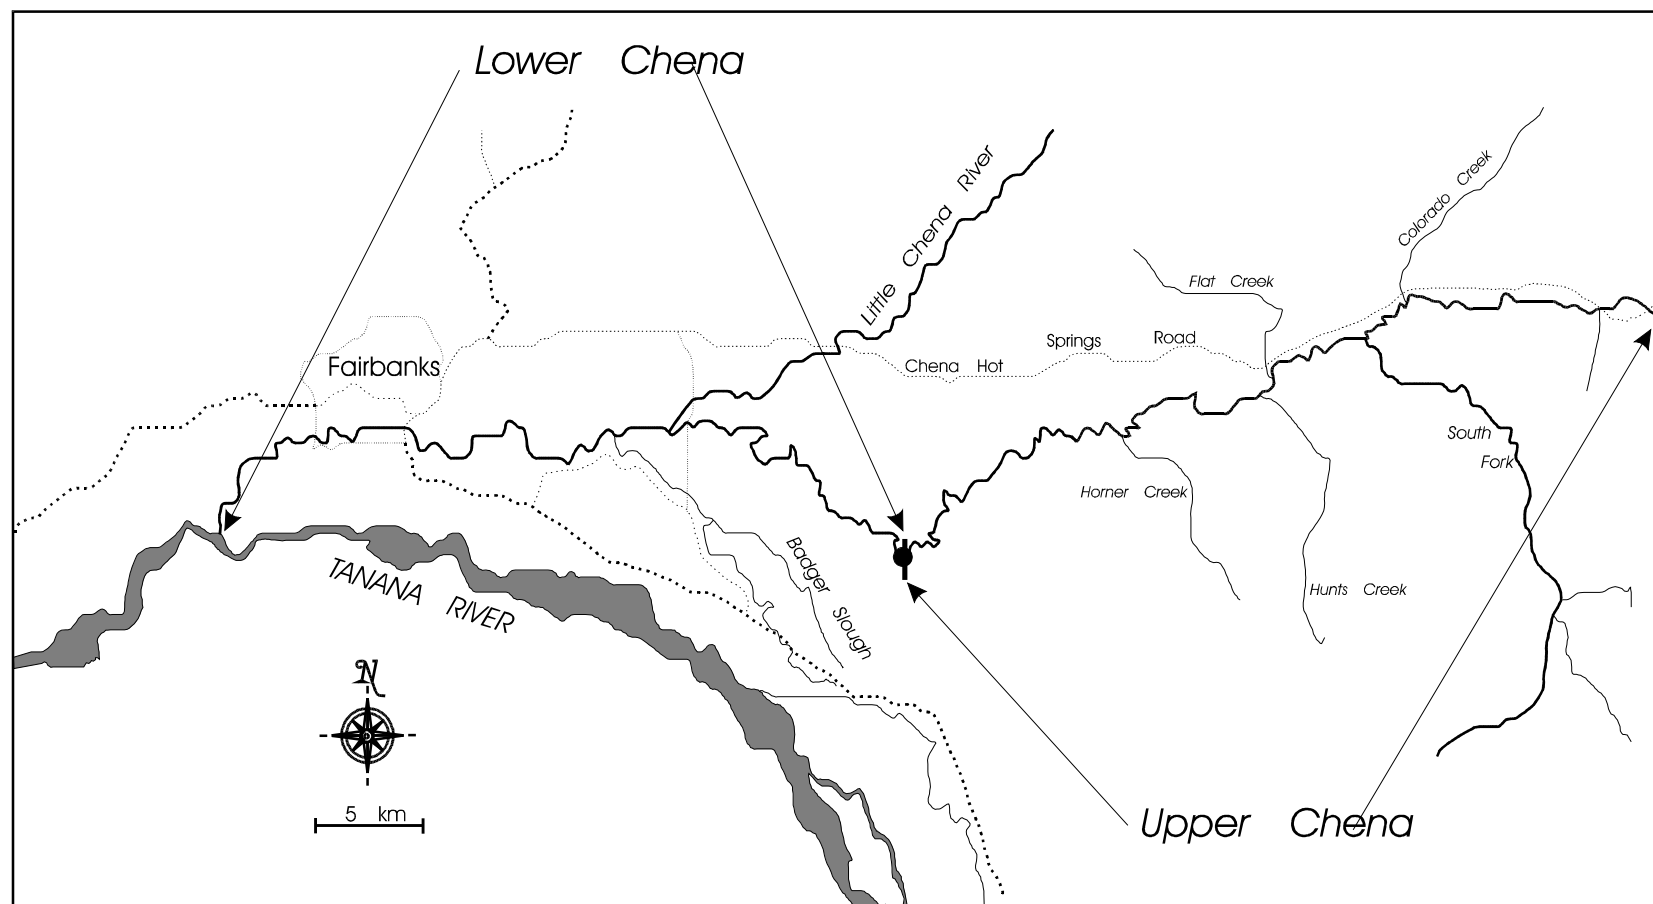 Lower Chena
Little Chena River
Colorado Creek
Flat Creek
Springs Road
Chena Hot
Fairbanks
South
Fork
Horner Creek
Hunts Creek
Badger Slough
TANANA RIVER
N
5 km
Upper Chena